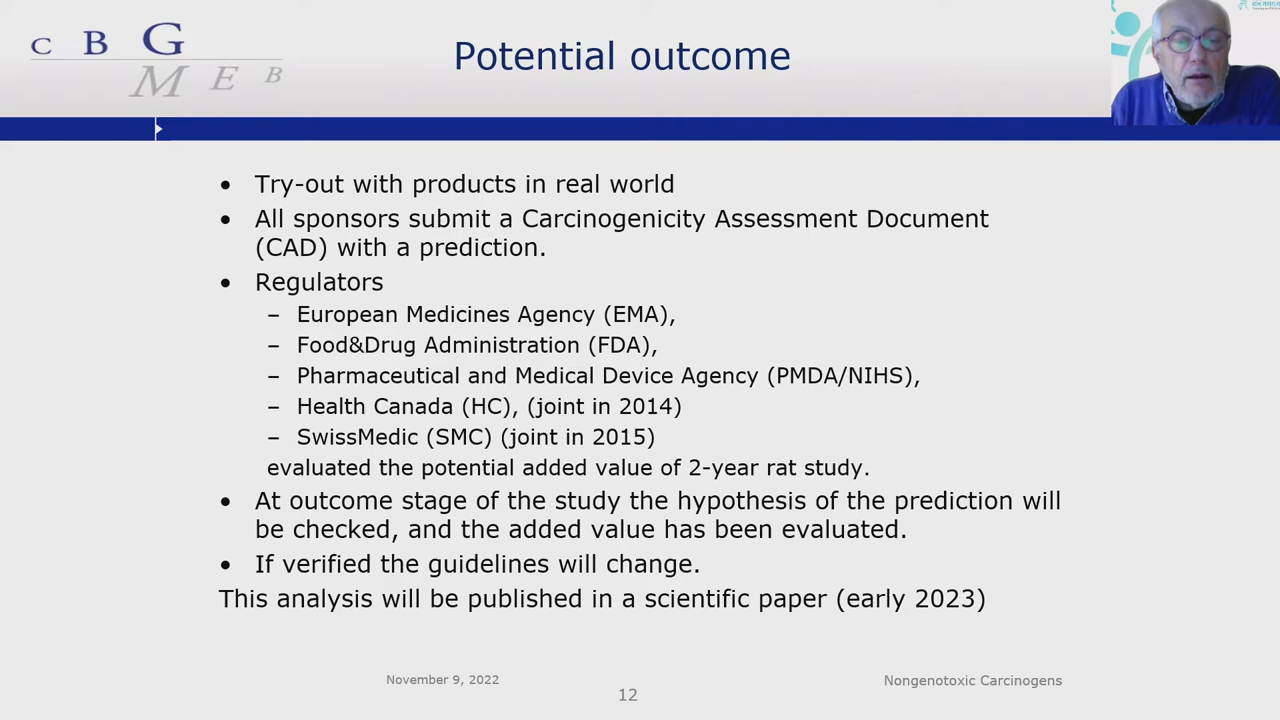 C B G
M E B
Potential outcome
• Try-out with products in real world
• All sponsors submit a Carcinogenicity Assessment Document
(CAD) with a prediction.
• Regulators
– European Medicines Agency (EMA),
– Food&Drug Administration (FDA),
– Pharmaceutical and Medical Device Agency (PMDA/NIHS),
– Health Canada (HC), (joint in 2014)
– SwissMedic (SMC) (joint in 2015)
evaluated the potential added value of 2-year rat study.
• At outcome stage of the study the hypothesis of the prediction will
be checked, and the added value has been evaluated.
• If verified the guidelines will change.
This analysis will be published in a scientific paper (early 2023)
November 9, 2022
12
Nongenotoxic Carcinogens